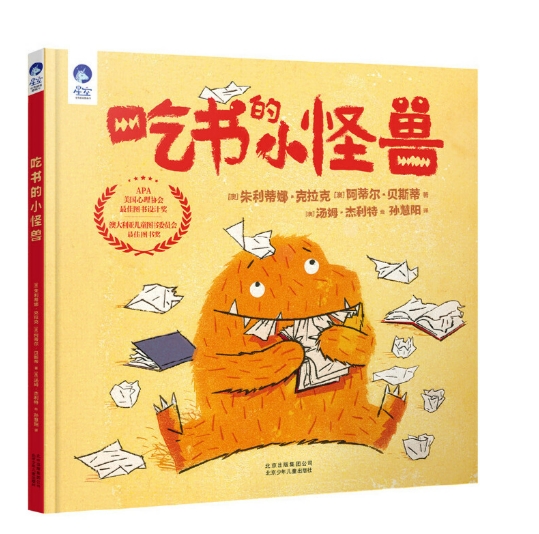 星文
吃书的小怪兽
APA
美国心理协会
最佳图书设计奖
澳大利亚儿童图书委员会
最佳图书奖
[澳]朱利蒂娜·克拉克 [澳]阿蒂尔·贝斯蒂 著
[澳]汤姆·杰利特 绘 孙慧阳 译
北京出版集团公司
北京少年儿童出版社
吃书的小怪兽